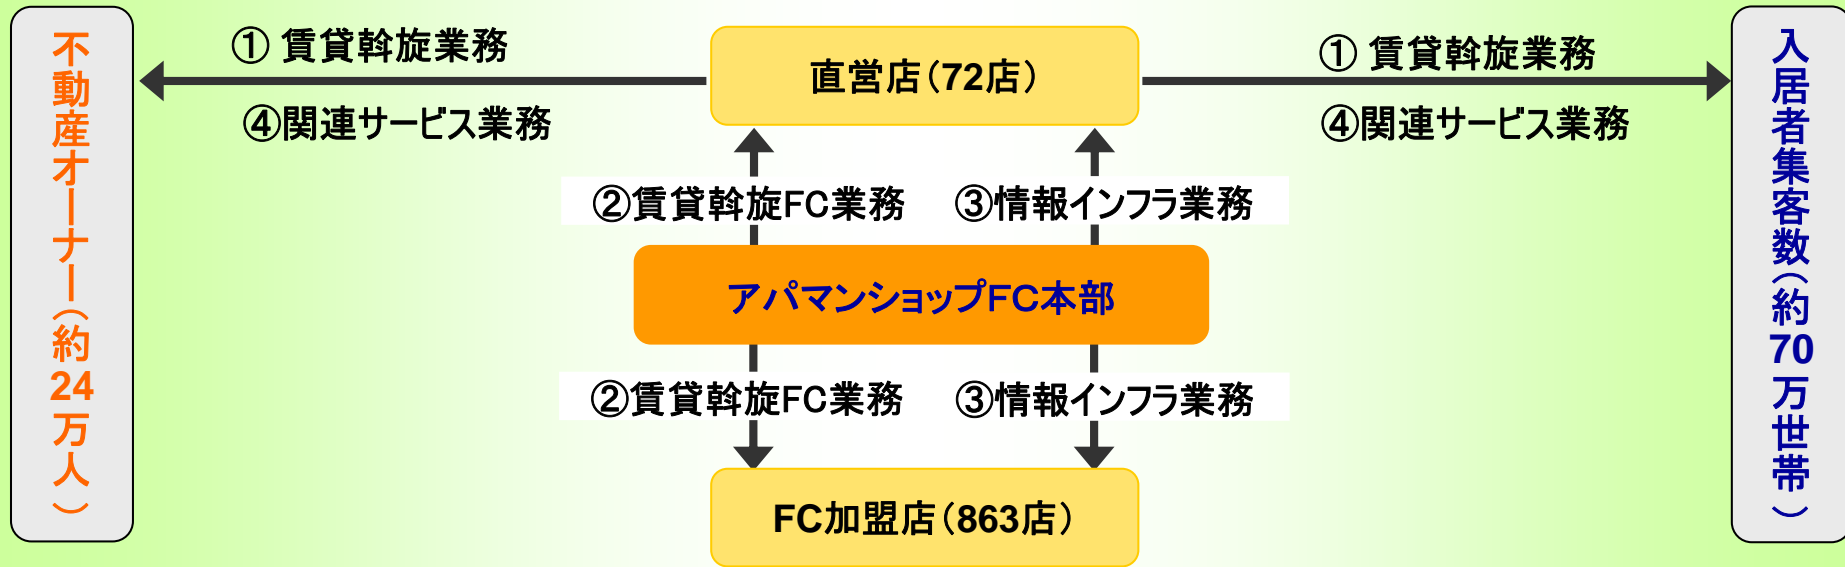 不動産オーナー(約24万人)
① 賃貸斡旋業務
④関連サービス業務
直営店(72店)
① 賃貸斡旋業務
④関連サービス業務
②賃貸斡旋FC業務
③情報インフラ業務
アパマンショップFC本部
②賃貸斡旋FC業務
③情報インフラ業務
FC加盟店(863店)
入居者集客数(約70万世帯)